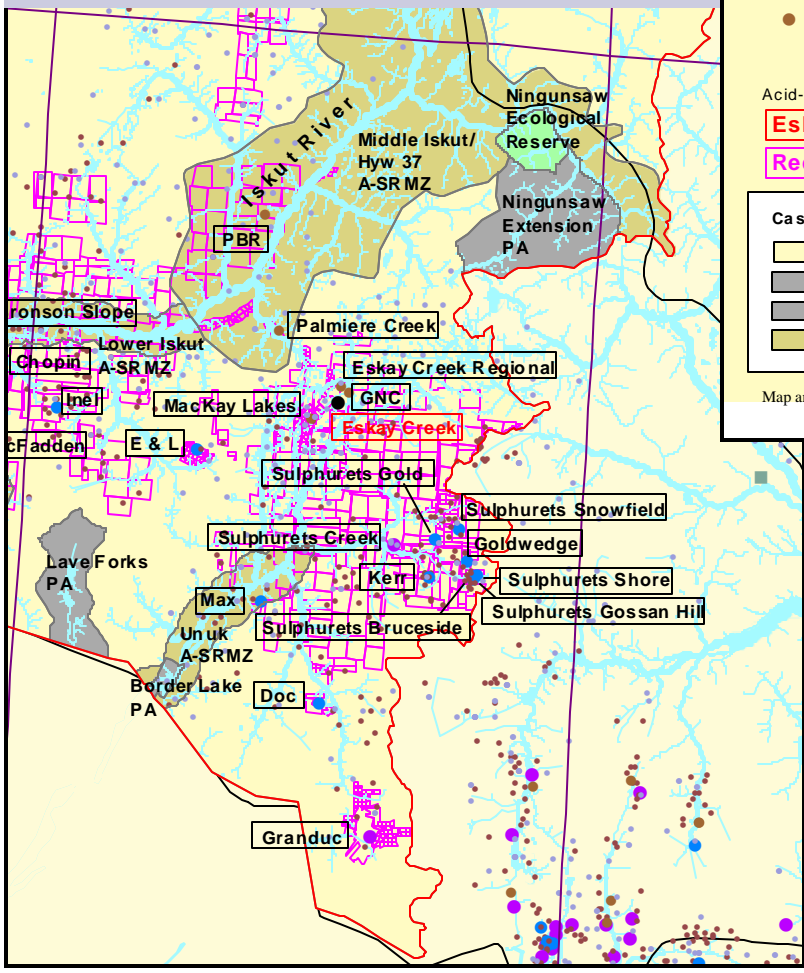 Ningunsaw
Ecological
Reserve
Iskut River
Middle Iskut/
Hyw 37
A-SRMZ
Ningunsaw
Extension
PA
PBR
ronson Slope
Palmiere Creek
Lower Iskut
A-SRMZ
Chopin
Eskay Creek Regional
Inel
MacKay Lakes
GNC
Eskay Creek
cFadden
E & L
Sulphurets Gold
Sulphurets Snowfield
Sulphurets Creek
Goldwedge
Lave Forks
PA
Kerr
Sulphurets Shore
Max
Sulphurets Gossan Hill
Sulphurets Bruceside
Unuk
A-SRMZ
Border Lake
PA
Doc
Granduc
Acid-
Esk
Re
Cas
Map a